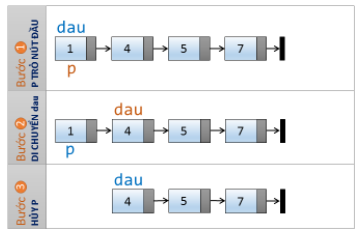 Bước 1
P TRỎ NÚT ĐẦU
dau
1 4 5 7
p
Bước 2
DI CHUYỂN dau
dau
1 4 5 7
p
Bước 3
HỦY P
dau
4 5 7